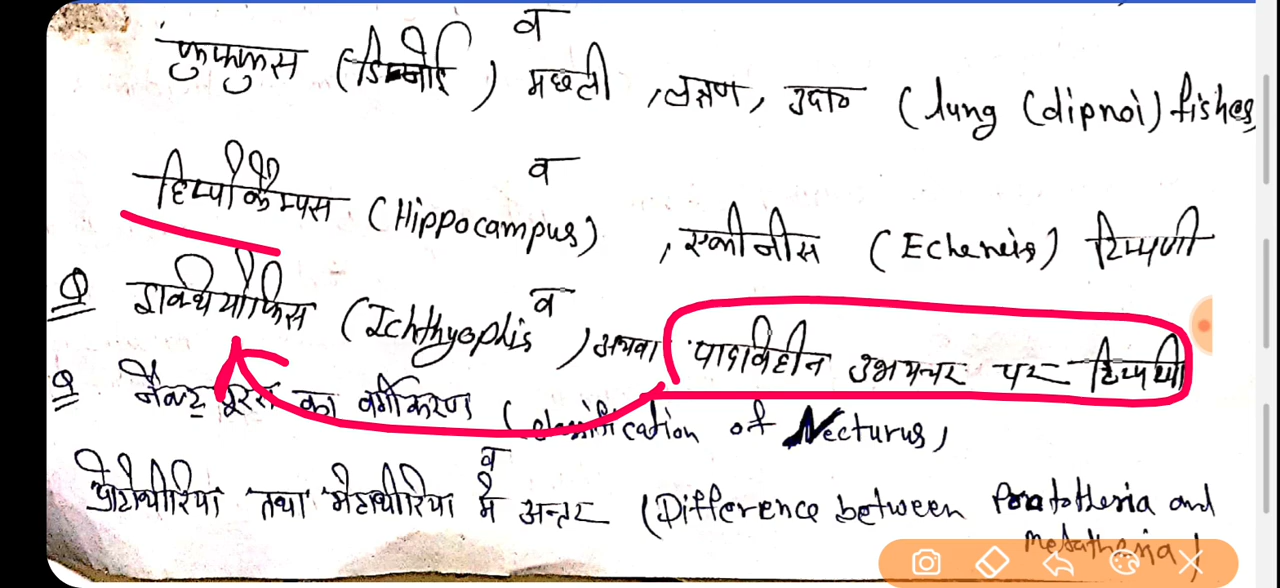 व
फुफ्फुस (डिप्नोई) मछली, लक्षण, उदा० (lung (dipnoi) fishes,
व
हिप्पोकैम्पस (Hippocampus), एकीनीस (Echeneis) टिप्पणी
व
Q इक्थियोफिस (Ichthyophis), अथवा पादविहीन उभयचर पर टिप्पणी
Q नैक्टूरस का वर्गीकरण (classification of Necturus)
व
प्रोटोथीरिया तथा मेटाथीरिया में अन्तर (Difference between Prototheria and
metatheria)